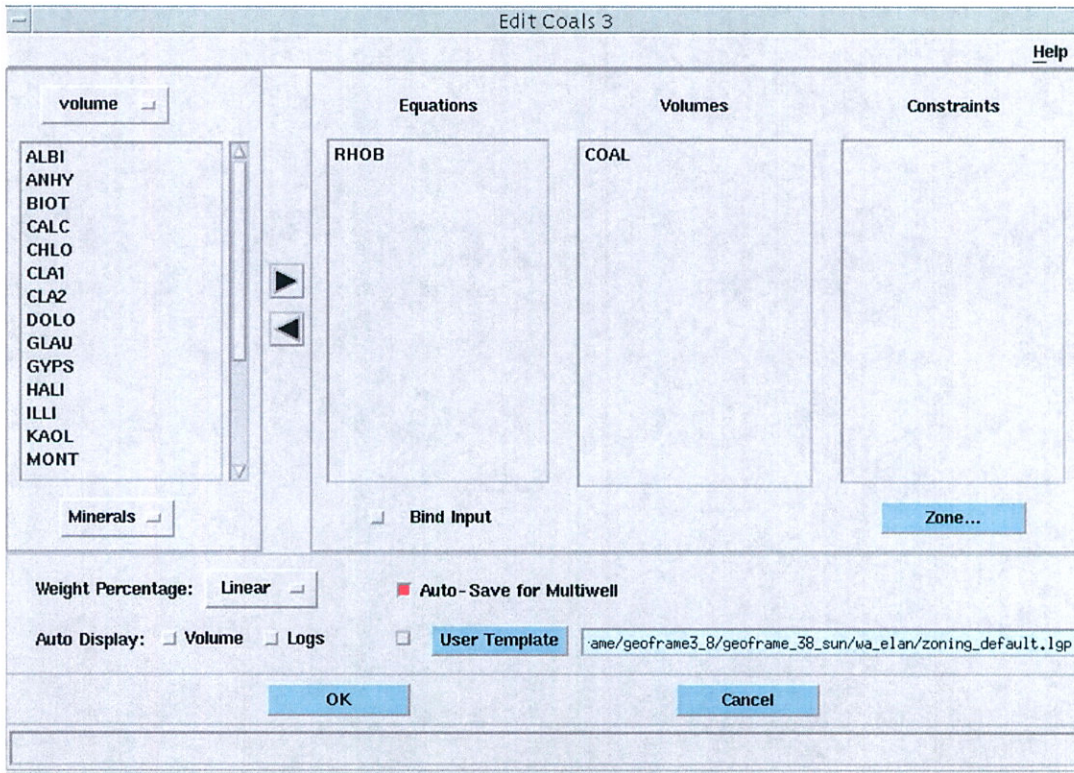 Edit Coals 3
Help
volume
Equations
Volumes
Constraints
ALBI
ANHY
BIOT
CALC
CHLO
CLA1
CLA2
DOLO
GLAU
GYPS
HALI
ILLI
KAOL
MONT
RHOB
COAL
Minerals
Bind Input
Zone...
Weight Percentage: Linear
Auto-Save for Multiwell
Auto Display: Volume Logs
User Template
ame/geoframe3_8/geoframe_38_sun/wa_elan/zoning_default.lgp
OK
Cancel